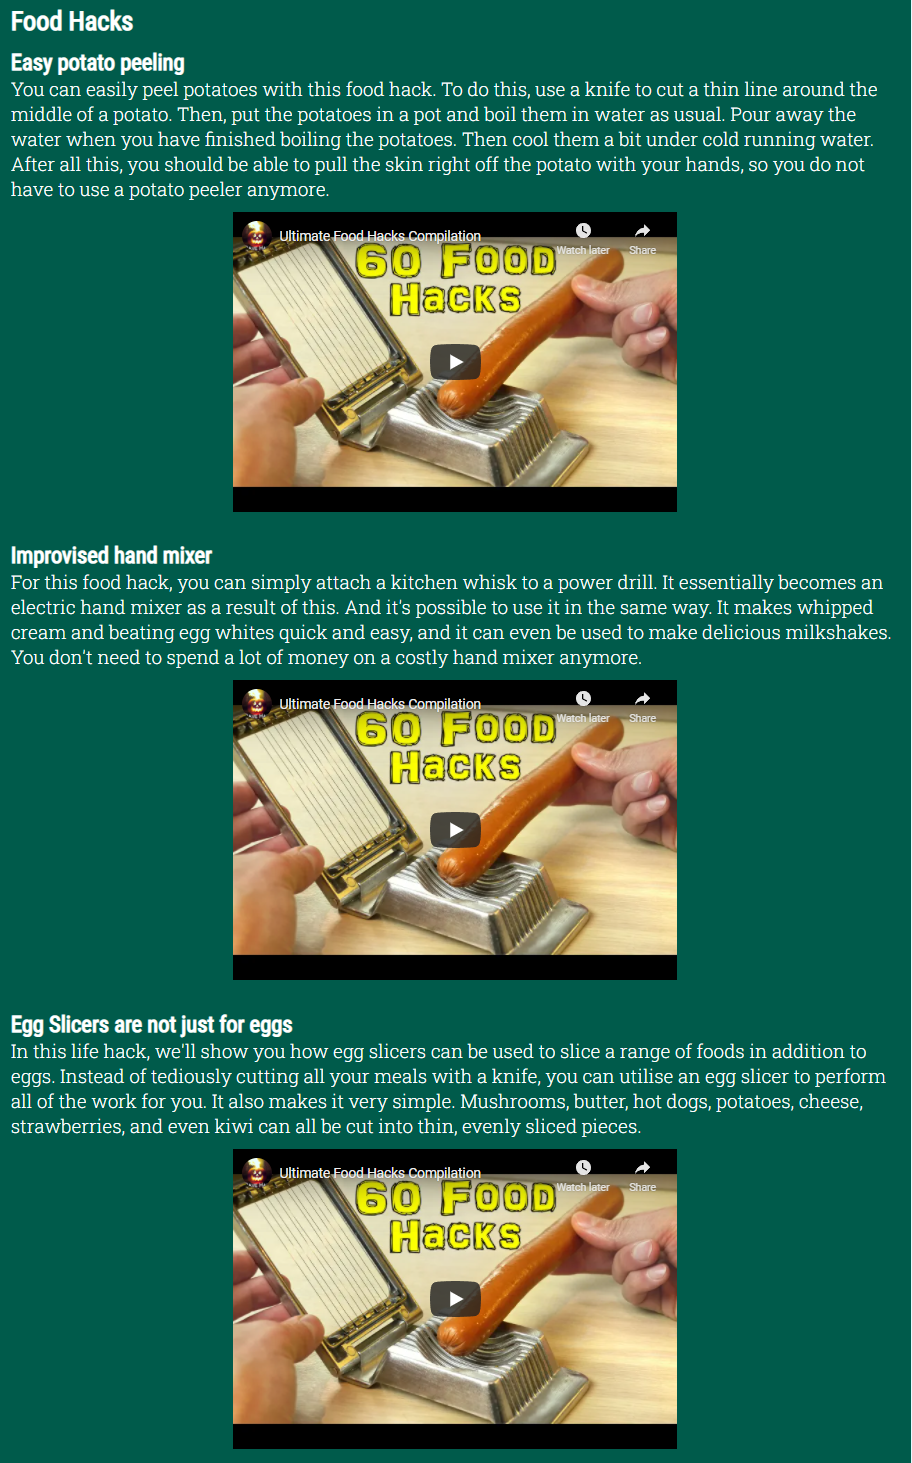 Food Hacks
Easy potato peeling
You can easily peel potatoes with this food hack. To do this, use a knife to cut a thin line around the
middle of a potato. Then, put the potatoes in a pot and boil them in water as usual. Pour away the
water when you have finished boiling the potatoes. Then cool them a bit under cold running water.
After all this, you should be able to pull the skin right off the potato with your hands, so you do not
have to use a potato peeler anymore.
Ultimate Food Hacks Compilation
Watch later
Share
60 Food
Hacks
Improvised hand mixer
For this food hack, you can simply attach a kitchen whisk to a power drill. It essentially becomes an
electric hand mixer as a result of this. And it's possible to use it in the same way. It makes whipped
cream and beating egg whites quick and easy, and it can even be used to make delicious milkshakes.
You don't need to spend a lot of money on a costly hand mixer anymore.
Ultimate Food Hacks Compilation
Watch later
Share
60 Food
Hacks
Egg Slicers are not just for eggs
In this life hack, we'll show you how egg slicers can be used to slice a range of foods in addition to
eggs. Instead of tediously cutting all your meals with a knife, you can utilise an egg slicer to perform
all of the work for you. It also makes it very simple. Mushrooms, butter, hot dogs, potatoes, cheese,
strawberries, and even kiwi can all be cut into thin, evenly sliced pieces.
Ultimate Food Hacks Compilation
Watch later
Share
60 Food
Hacks